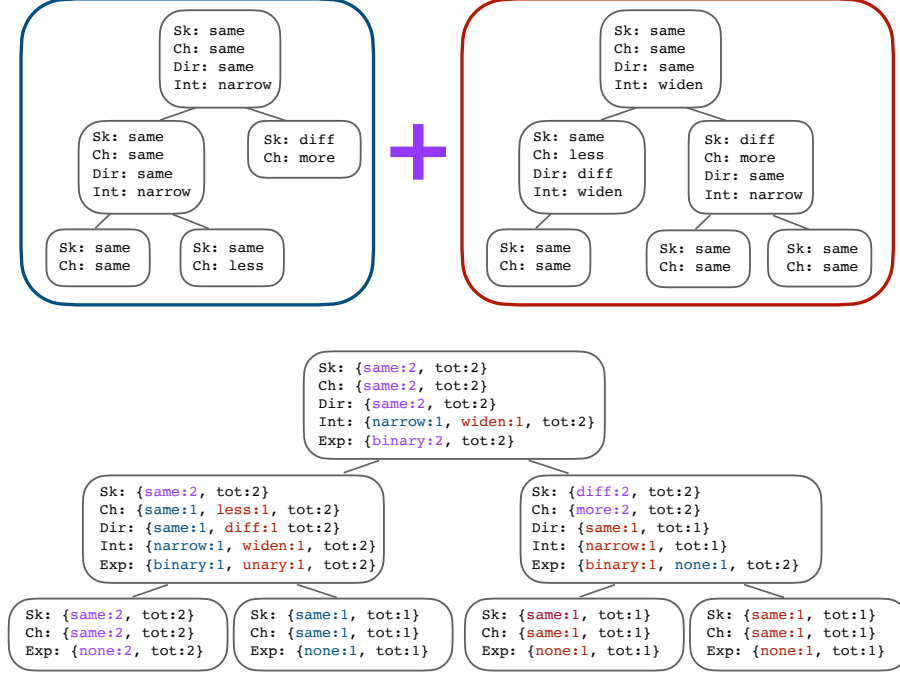 Sk: same
Ch: same
Dir: same
Int: narrow
Sk: same
Ch: same
Dir: same
Int: narrow
Sk: diff
Ch: more
Sk: same
Ch: same
Sk: same
Ch: less
+
Sk: same
Ch: same
Dir: same
Int: widen
Sk: same
Ch: less
Dir: diff
Int: widen
Sk: diff
Ch: more
Dir: same
Int: narrow
Sk: same
Ch: same
Sk: same
Ch: same
Sk: same
Ch: same
Sk: {same:2, tot:2}
Ch: {same:2, tot:2}
Dir: {same:2, tot:2}
Int: {narrow:1, widen:1, tot:2}
Exp: {binary:2, tot:2}
Sk: {same:2, tot:2}
Ch: {same:1, less:1, tot:2}
Dir: {same:1, diff:1 tot:2}
Int: {narrow:1, widen:1, tot:2}
Exp: {binary:1, unary:1, tot:2}
Sk: {diff:2, tot:2}
Ch: {more:2, tot:2}
Dir: {same:1, tot:1}
Int: {narrow:1, tot:1}
Exp: {binary:1, none:1, tot:2}
Sk: {same:2, tot:2}
Ch: {same:2, tot:2}
Exp: {none:2, tot:2}
Sk: {same:1, tot:1}
Ch: {same:1, tot:1}
Exp: {none:1, tot:1}
Sk: {same:1, tot:1}
Ch: {same:1, tot:1}
Exp: {none:1, tot:1}
Sk: {same:1, tot:1}
Ch: {same:1, tot:1}
Exp: {none:1, tot:1}